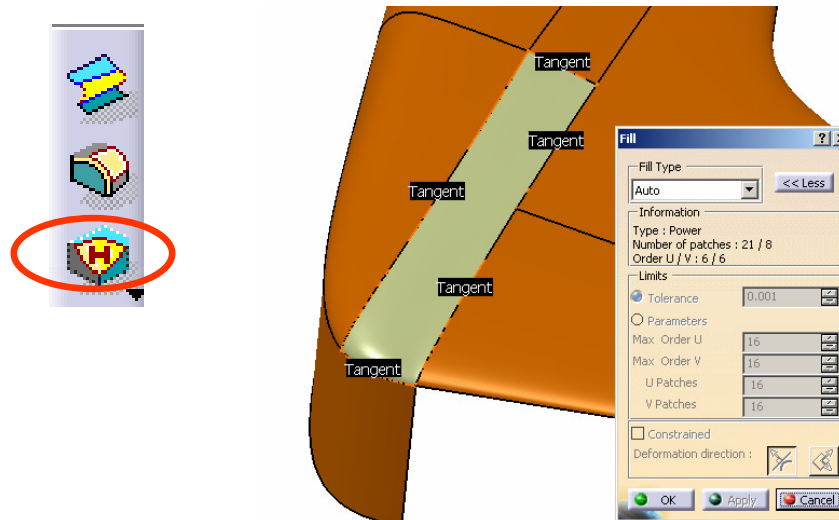 H
Tangent
Tangent
Tangent
Tangent
Tangent
Fill
?
Fill Type
Auto
<< Less
Information
Type : Power
Number of patches : 21 / 8
Order U / V : 6 / 6
Limits
Tolerance 0.001
Parameters
Max Order U 16
Max Order V 16
U Patches 16
V Patches 16
Constrained
Deformation direction :
OK Apply Cancel